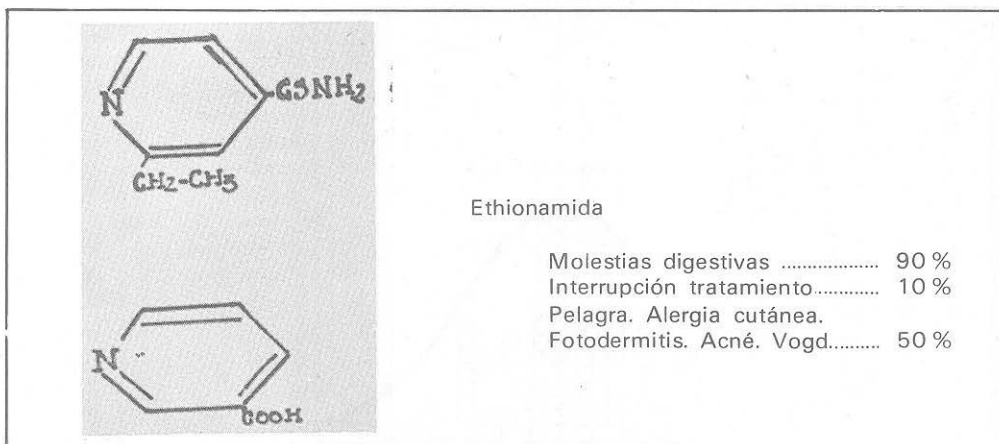 N
CSNH2
CH2-CH3
N
COOH
Ethionamida
Molestias digestivas .................. 90 %
Interrupción tratamiento............. 10 %
Pelagra. Alergia cutánea.
Fotodermitis. Acné. Vogd.......... 50 %